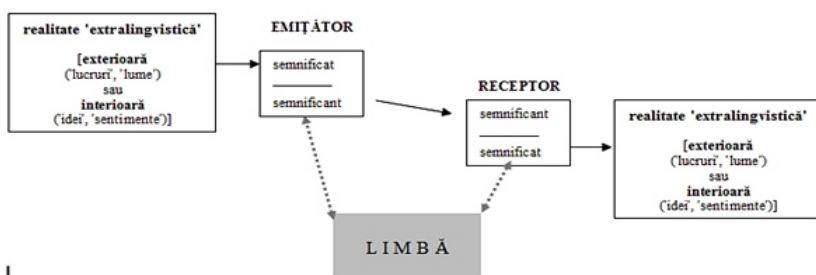 realitate 'extralingvistică'
[exterioară
('lucruri', 'lume')
sau
interioară
('idei', 'sentimente')]
EMIȚĂTOR
semnificat
semnificant
RECEPTOR
semnificant
semnificat
realitate 'extralingvistică'
[exterioară
('lucruri', 'lume')
sau
interioară
('idei', 'sentimente')]
LIMBĂ